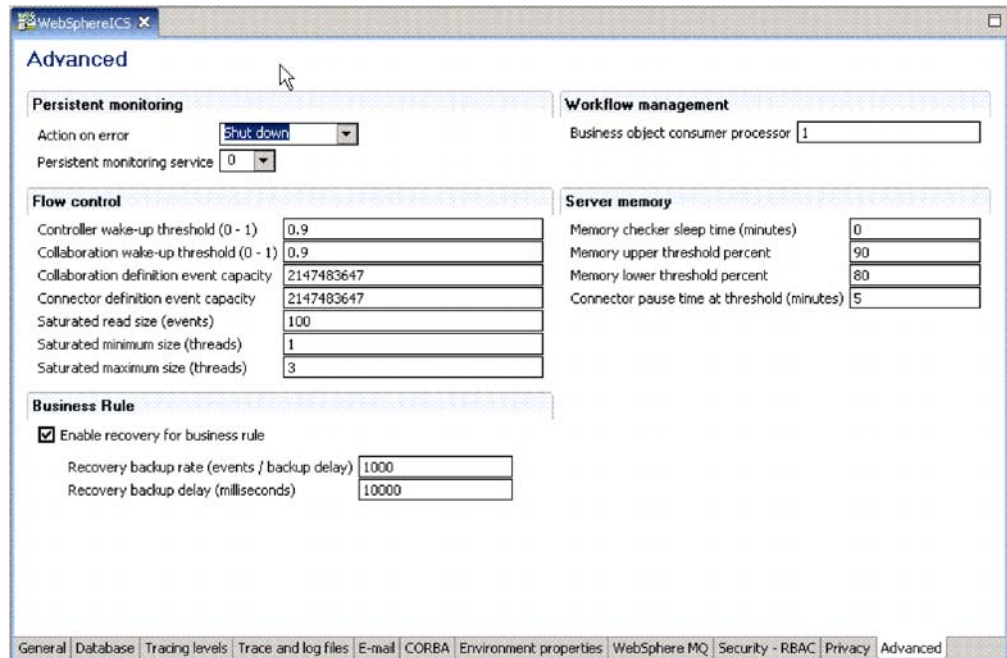 WebSphereICS
Advanced
Persistent monitoring
Action on error Shut down
Persistent monitoring service 0
Workflow management
Business object consumer processor 1
Flow control
Controller wake-up threshold (0 - 1) 0.9
Collaboration wake-up threshold (0 - 1) 0.9
Collaboration definition event capacity 2147483647
Connector definition event capacity 2147483647
Saturated read size (events) 100
Saturated minimum size (threads) 1
Saturated maximum size (threads) 3
Server memory
Memory checker sleep time (minutes) 0
Memory upper threshold percent 90
Memory lower threshold percent 80
Connector pause time at threshold (minutes) 5
Business Rule
Enable recovery for business rule
Recovery backup rate (events / backup delay) 1000
Recovery backup delay (milliseconds) 10000
General Database Tracing levels Trace and log files E-mail CORBA Environment properties WebSphere MQ Security - RBAC Privacy Advanced